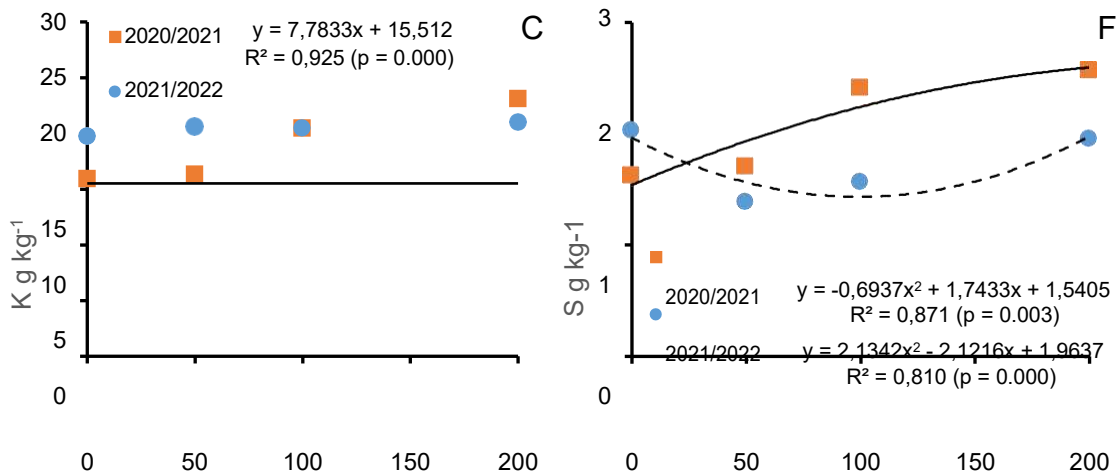 30
25
20
15
10
5
0
K g kg-1
2020/2021
2021/2022
y = 7,7833x + 15,512
R² = 0,925 (p = 0.000)
C
0 50 100 150 200
3
2
1
0
S g kg-1
F
2020/2021 y = -0,6937x² + 1,7433x + 1,5405
R² = 0,871 (p = 0.003)
2021/2022 y = 2,1342x² - 2,1216x + 1,9637
R² = 0,810 (p = 0.000)
0 50 100 150 200